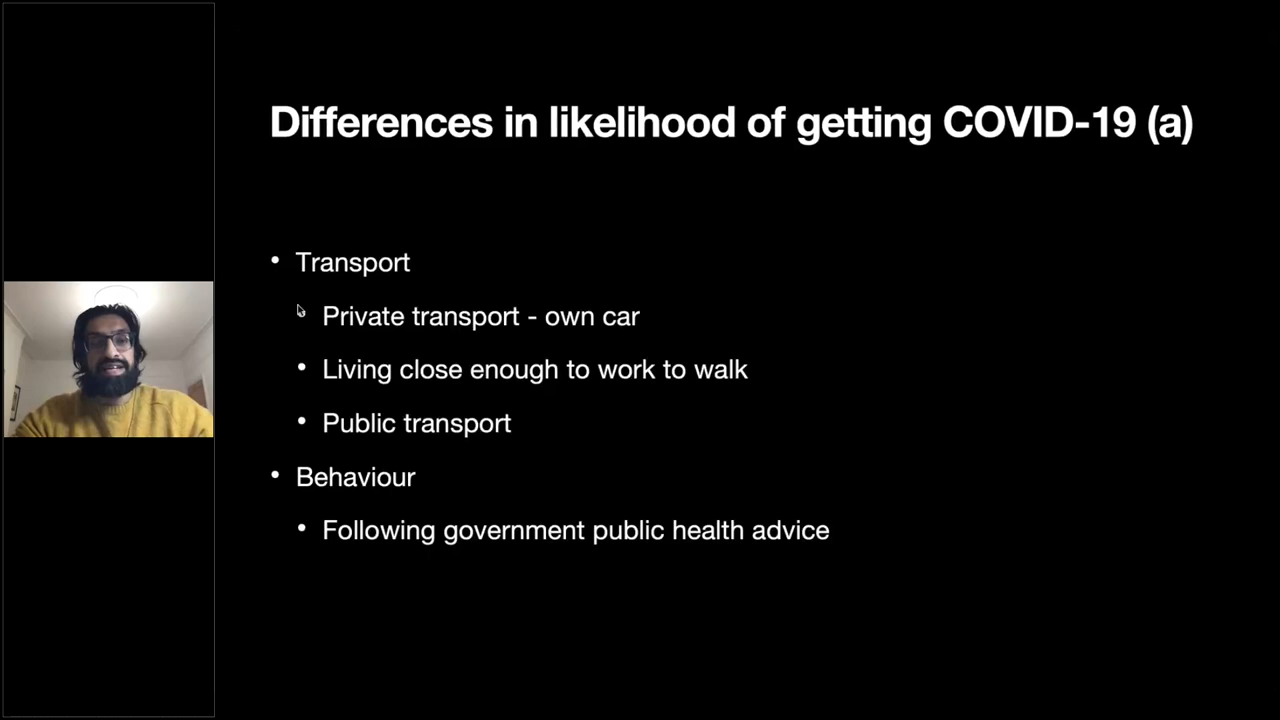 Differences in likelihood of getting COVID-19 (a)
• Transport
Private transport - own car
• Living close enough to work to walk
• Public transport
• Behaviour
• Following government public health advice